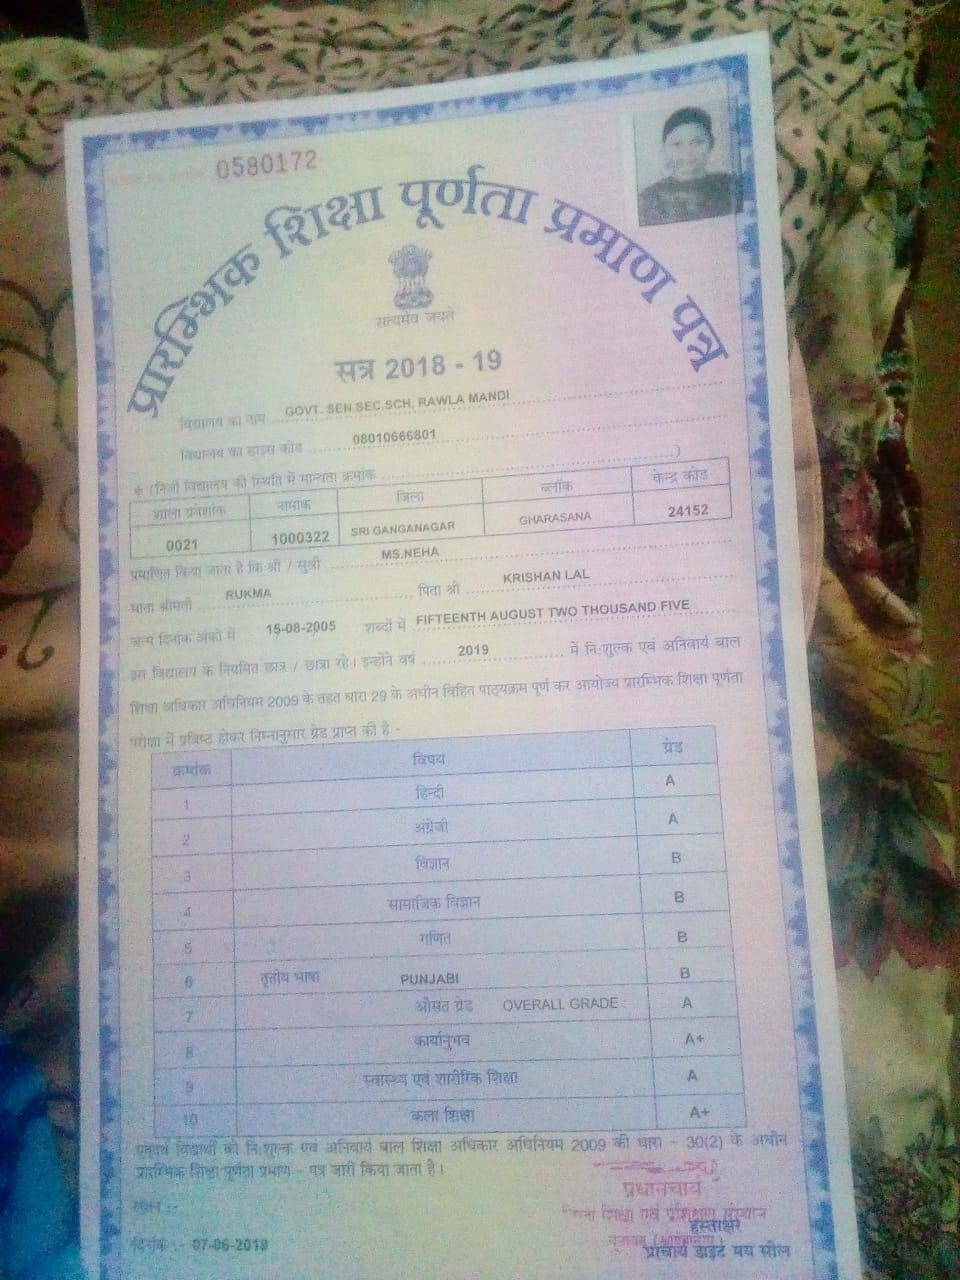 0580172
प्रारम्भिक शिक्षा पूर्णता प्रमाण पत्र
सत्यमेव जयते
सत्र 2018 - 19
विद्यालय का नाम GOVT. SEN.SEC.SCH, RAWLA MANDI
विद्यालय का डाइस कोड 08010666801
(निजी विद्यालय की स्थिति में मान्यता क्रमांक )
शाला प्रवेशांक नामांक जिला ब्लॉक केन्द्र कोड
0021 1000322 SRI GANGANAGAR GHARASANA 24152
प्रमाणित किया जाता है कि श्री / सुश्री MS.NEHA
माता श्रीमती RUKMA पिता श्री KRISHAN LAL
जन्म दिनांक अंको में 15-08-2005 शब्दों में FIFTEENTH AUGUST TWO THOUSAND FIVE
इस विद्यालय के नियमित छात्र / छात्रा रहे। इन्होंने वर्ष 2019 में निःशुल्क एवं अनिवार्य बाल
शिक्षा अधिकार अधिनियम 2009 के तहत धारा 29 के अधीन विहित पाठ्यक्रम पूर्ण कर आयोज्य प्रारम्भिक शिक्षा पूर्णता
परीक्षा में प्रविष्ठ होकर निम्नानुसार ग्रेड प्राप्त की है -
क्रमांक विषय ग्रेड
1 हिन्दी A
2 अंग्रेजी A
3 विज्ञान B
4 सामाजिक विज्ञान B
5 गणित B
6 तृतीय भाषा PUNJABI B
7 औसत ग्रेड OVERALL GRADE : A
8 कार्यानुभव A+
9 स्वास्थ्य एवं शारीरिक शिक्षा A
10 कला शिक्षा A+
एतदर्थ विद्यार्थी को निःशुल्क एवं अनिवार्य बाल शिक्षा अधिकार अधिनियम 2009 की धारा - 30(2) के अधीन
प्रारम्भिक शिक्षा पूर्णता प्रमाण - पत्र जारी किया जाता है।
प्रधानाचार्य
स्थान :-
जिला शिक्षा एवं प्रशिक्षण संस्थान
हस्ताक्षर
दिनांक :- 07-06-2019
प्राचार्य डाईट मय सील